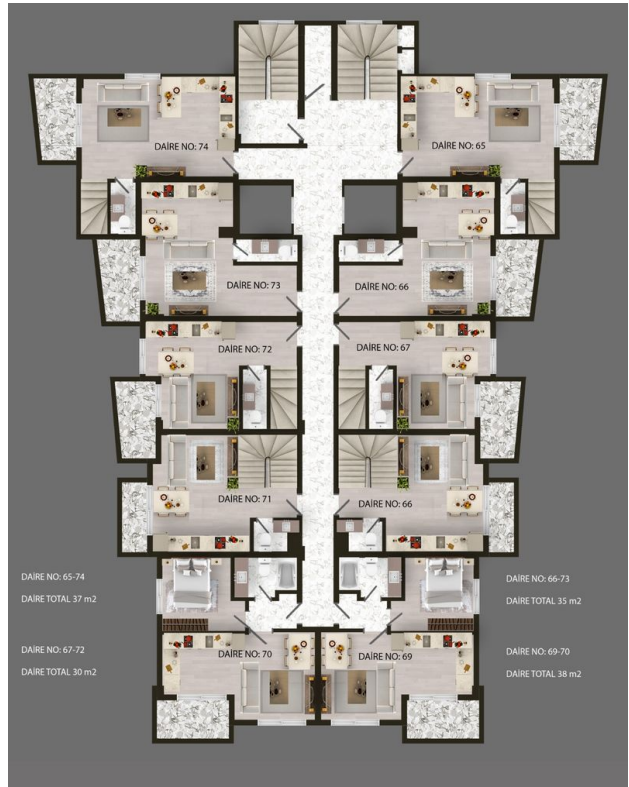 DAİRE NO: 74
DAİRE NO: 65
DAİRE NO: 73
DAİRE NO: 66
DAİRE NO: 72
DAİRE NO: 67
DAİRE NO: 71
DAİRE NO: 66
DAİRE NO: 65-74
DAİRE TOTAL 37 m2
DAİRE NO: 66-73
DAİRE TOTAL 35 m2
DAİRE NO: 70
DAİRE NO: 69
DAİRE NO: 67-72
DAİRE TOTAL 30 m2
DAİRE NO: 69-70
DAİRE TOTAL 38 m2